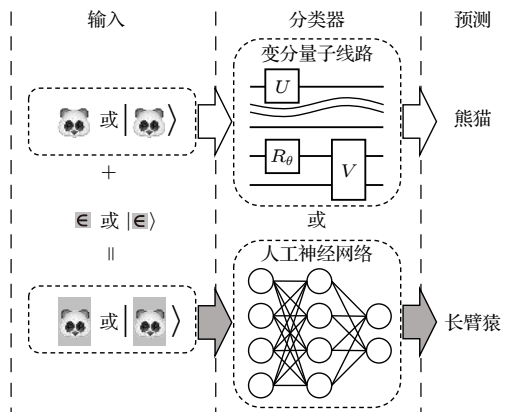 输入
分类器
预测
变分量子线路
U
R_θ
V
或| ⟩
熊猫
+
∈ 或 |∈⟩
或
=
人工神经网络
或| ⟩
长臂猿